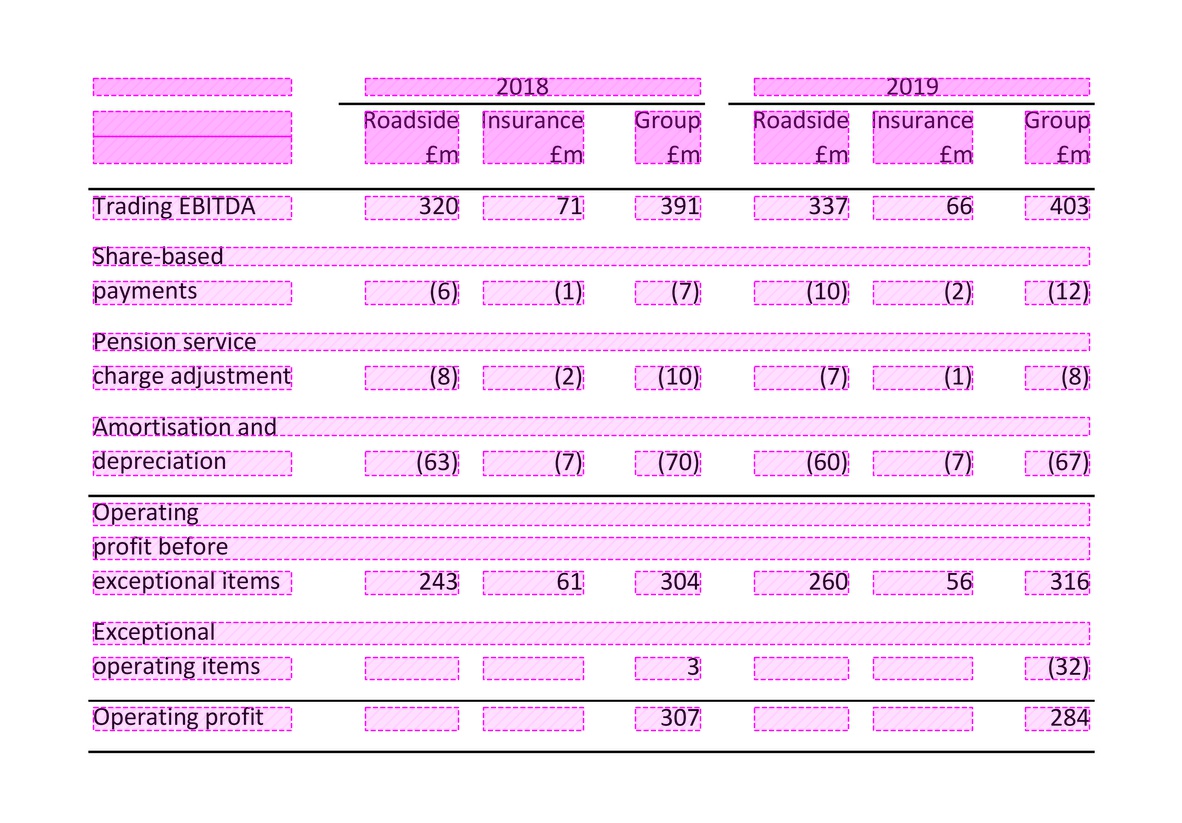 2018 2019
Roadside Insurance Group Roadside Insurance Group
£m £m £m £m £m £m
Trading EBITDA 320 71 391 337 66 403
Share-based
payments (6) (1) (7) (10) (2) (12)
Pension service
charge adjustment (8) (2) (10) (7) (1) (8)
Amortisation and
depreciation (63) (7) (70) (60) (7) (67)
Operating
profit before
exceptional items 243 61 304 260 56 316
Exceptional
operating items 3 (32)
Operating profit 307 284